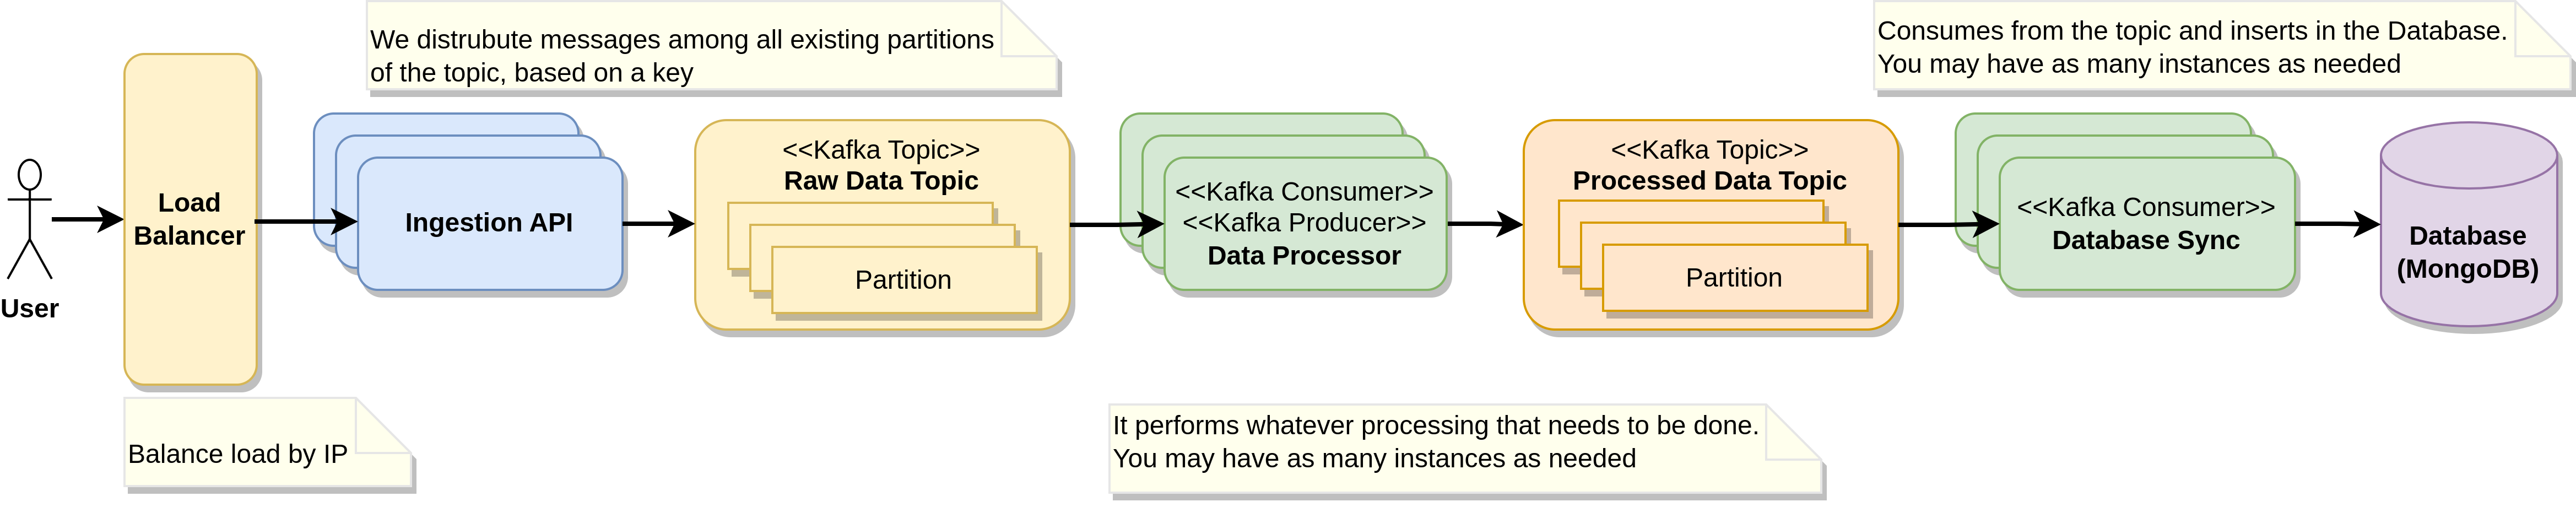 We distrubute messages among all existing partitions
of the topic, based on a key
Consumes from the topic and inserts in the Database.
You may have as many instances as needed
User
Load
Balancer
Ingestion API
<<Kafka Topic>>
Raw Data Topic
Partition
<<Kafka Consumer>>
<<Kafka Producer>>
Data Processor
<<Kafka Topic>>
Processed Data Topic
Partition
<<Kafka Consumer>>
Database Sync
Database
(MongoDB)
Balance load by IP
It performs whatever processing that needs to be done.
You may have as many instances as needed